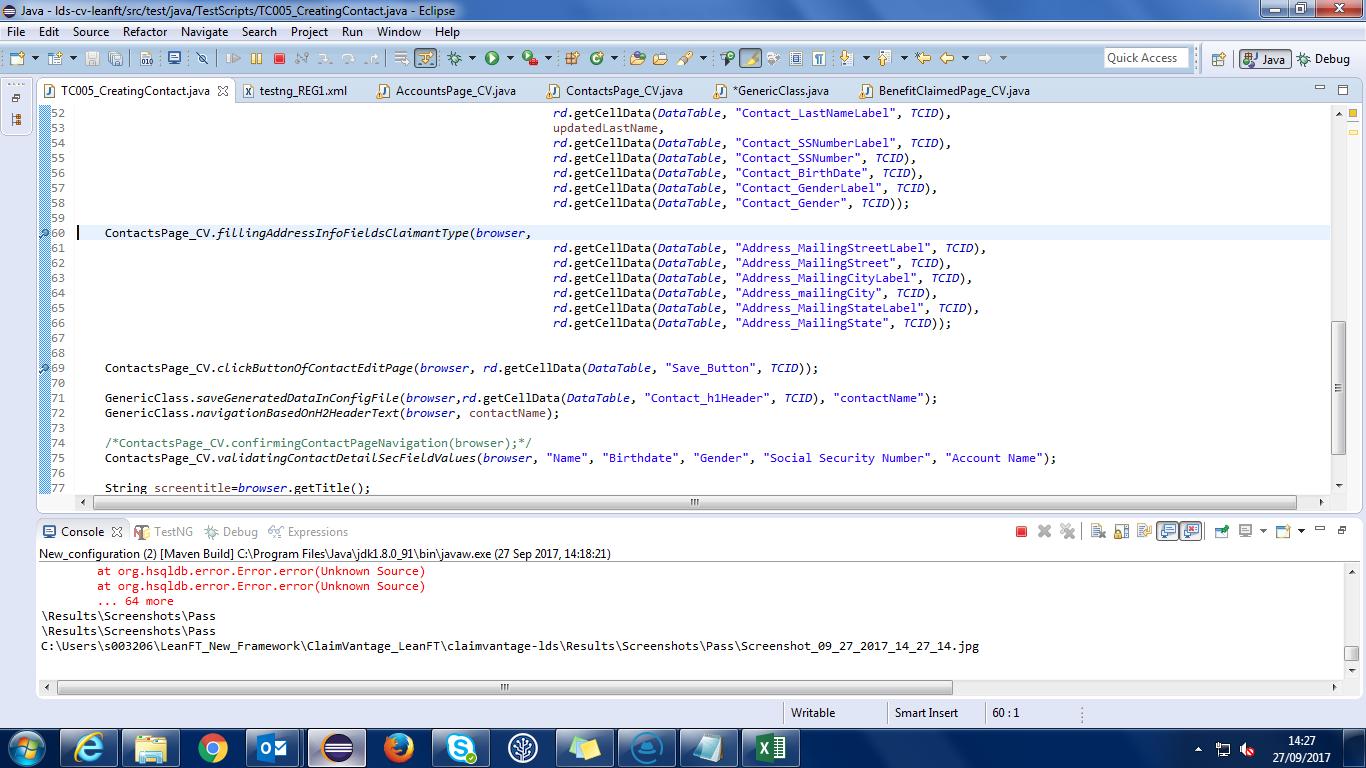 Java - lds-cv-leanft/src/test/java/TestScripts/TC005_CreatingContact.java - Eclipse
File Edit Source Refactor Navigate Search Project Run Window Help
Quick Access Java Debug
TC005_CreatingContact.java testng_REG1.xml AccountsPage_CV.java ContactsPage_CV.java *GenericClass.java BenefitClaimedPage_CV.java
52 rd.getCellData(DataTable, "Contact_LastNameLabel", TCID),
53 updatedLastName,
54 rd.getCellData(DataTable, "Contact_SSNumberLabel", TCID),
55 rd.getCellData(DataTable, "Contact_SSNumber", TCID),
56 rd.getCellData(DataTable, "Contact_BirthDate", TCID),
57 rd.getCellData(DataTable, "Contact_GenderLabel", TCID),
58 rd.getCellData(DataTable, "Contact_Gender", TCID));
59
60 ContactsPage_CV.fillingAddressInfoFieldsClaimantType(browser,
61 rd.getCellData(DataTable, "Address_MailingStreetLabel", TCID),
62 rd.getCellData(DataTable, "Address_MailingStreet", TCID),
63 rd.getCellData(DataTable, "Address_MailingCityLabel", TCID),
64 rd.getCellData(DataTable, "Address_mailingCity", TCID),
65 rd.getCellData(DataTable, "Address_MailingStateLabel", TCID),
66 rd.getCellData(DataTable, "Address_MailingState", TCID));
67
68
69 ContactsPage_CV.clickButtonOfContactEditPage(browser, rd.getCellData(DataTable, "Save_Button", TCID));
70
71 GenericClass.saveGeneratedDataInConfigFile(browser,rd.getCellData(DataTable, "Contact_h1Header", TCID), "contactName");
72 GenericClass.navigationBasedOnH2HeaderText(browser, contactName);
73
74 /*ContactsPage_CV.confirmingContactPageNavigation(browser);*/
75 ContactsPage_CV.validatingContactDetailSecFieldValues(browser, "Name", "Birthdate", "Gender", "Social Security Number", "Account Name");
76
77 String screentitle=browser.getTitle();
Console TestNG Debug Expressions
New_configuration (2) [Maven Build] C:\Program Files\Java\jdk1.8.0_91\bin\javaw.exe (27 Sep 2017, 14:18:21)
at org.hsqldb.error.Error.error(Unknown Source)
at org.hsqldb.error.Error.error(Unknown Source)
... 64 more
\Results\Screenshots\Pass
\Results\Screenshots\Pass
C:\Users\s003206\LeanFT_New_Framework\ClaimVantage_LeanFT\claimvantage-lds\Results\Screenshots\Pass\Screenshot_09_27_2017_14_27_14.jpg
Writable Smart Insert 60 : 1
14:27
27/09/2017